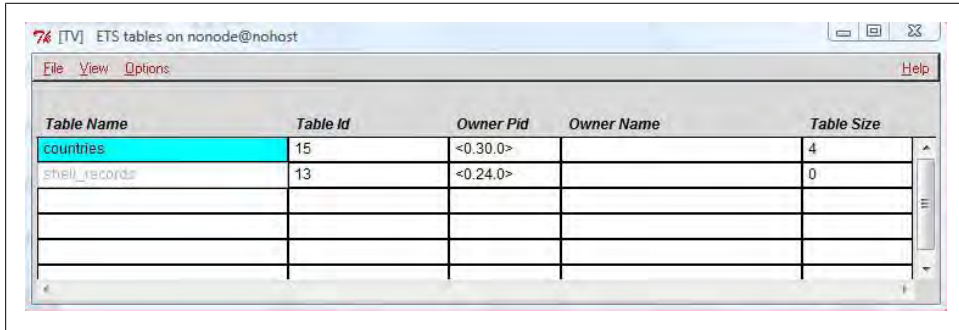 [TV] ETS tables on nonode@nohost
File View Options Help
Table Name Table Id Owner Pid Owner Name Table Size
countries 15 <0.30.0> 4
shell_records 13 <0.24.0> 0